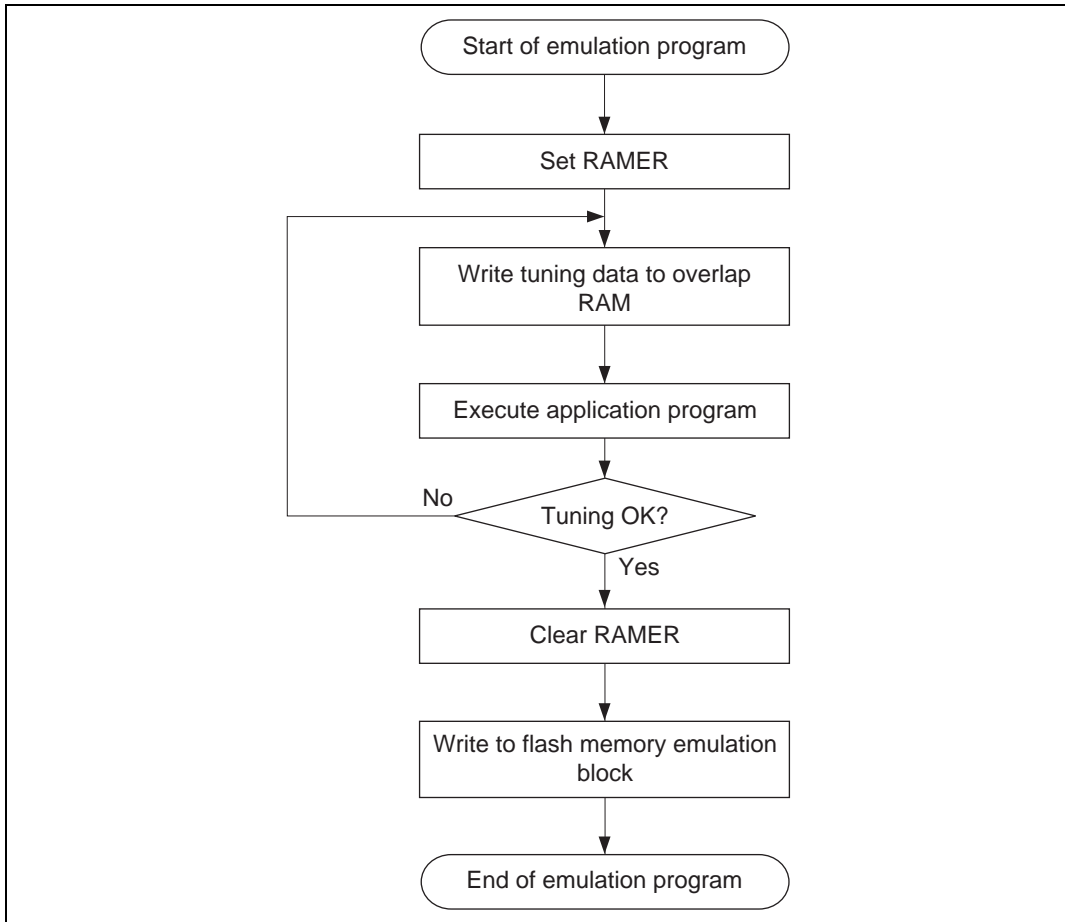 Start of emulation program
Set RAMER
Write tuning data to overlap
RAM
Execute application program
No
Tuning OK?
Yes
Clear RAMER
Write to flash memory emulation
block
End of emulation program